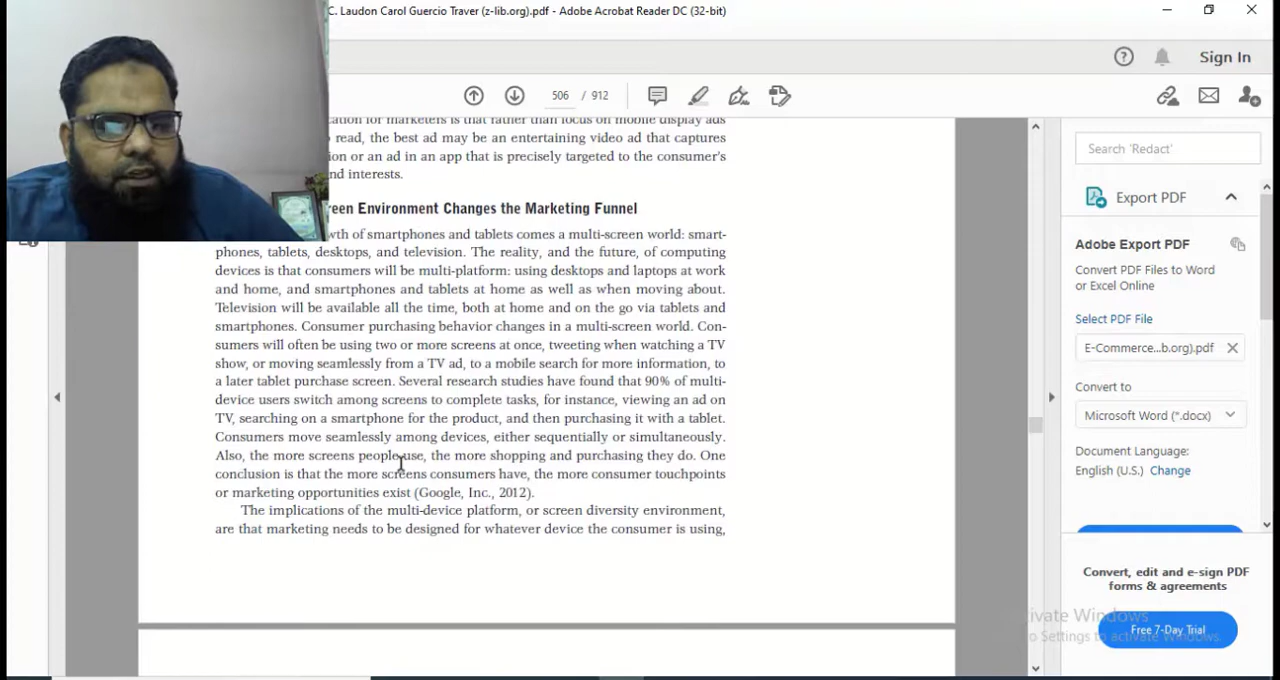 C. Laudon Carol Guercio Traver (z-lib.org).pdf - Adobe Acrobat Reader DC (32-bit)
Sign In
506 / 912
cation for marketers is that rather than focus on mobile display ads
read, the best ad may be an entertaining video ad that captures
ion or an ad in an app that is precisely targeted to the consumer's
nd interests.
reen Environment Changes the Marketing Funnel
wth of smartphones and tablets comes a multi-screen world: smart-
phones, tablets, desktops, and television. The reality, and the future, of computing
devices is that consumers will be multi-platform: using desktops and laptops at work
and home, and smartphones and tablets at home as well as when moving about.
Television will be available all the time, both at home and on the go via tablets and
smartphones. Consumer purchasing behavior changes in a multi-screen world. Con-
sumers will often be using two or more screens at once, tweeting when watching a TV
show, or moving seamlessly from a TV ad, to a mobile search for more information, to
a later tablet purchase screen. Several research studies have found that 90% of multi-
device users switch among screens to complete tasks, for instance, viewing an ad on
TV, searching on a smartphone for the product, and then purchasing it with a tablet.
Consumers move seamlessly among devices, either sequentially or simultaneously.
Also, the more screens people use, the more shopping and purchasing they do. One
conclusion is that the more screens consumers have, the more consumer touchpoints
or marketing opportunities exist (Google, Inc., 2012).
The implications of the multi-device platform, or screen diversity environment,
are that marketing needs to be designed for whatever device the consumer is using,
Search 'Redact'
Export PDF
Adobe Export PDF
Convert PDF Files to Word
or Excel Online
Select PDF File
E-Commerce...b.org).pdf
Convert to
Microsoft Word (*.docx)
Document Language:
English (U.S.) Change
Convert, edit and e-sign PDF
forms & agreements
Free 7-Day Trial
ivate Windows
o Settings to activate Windows.